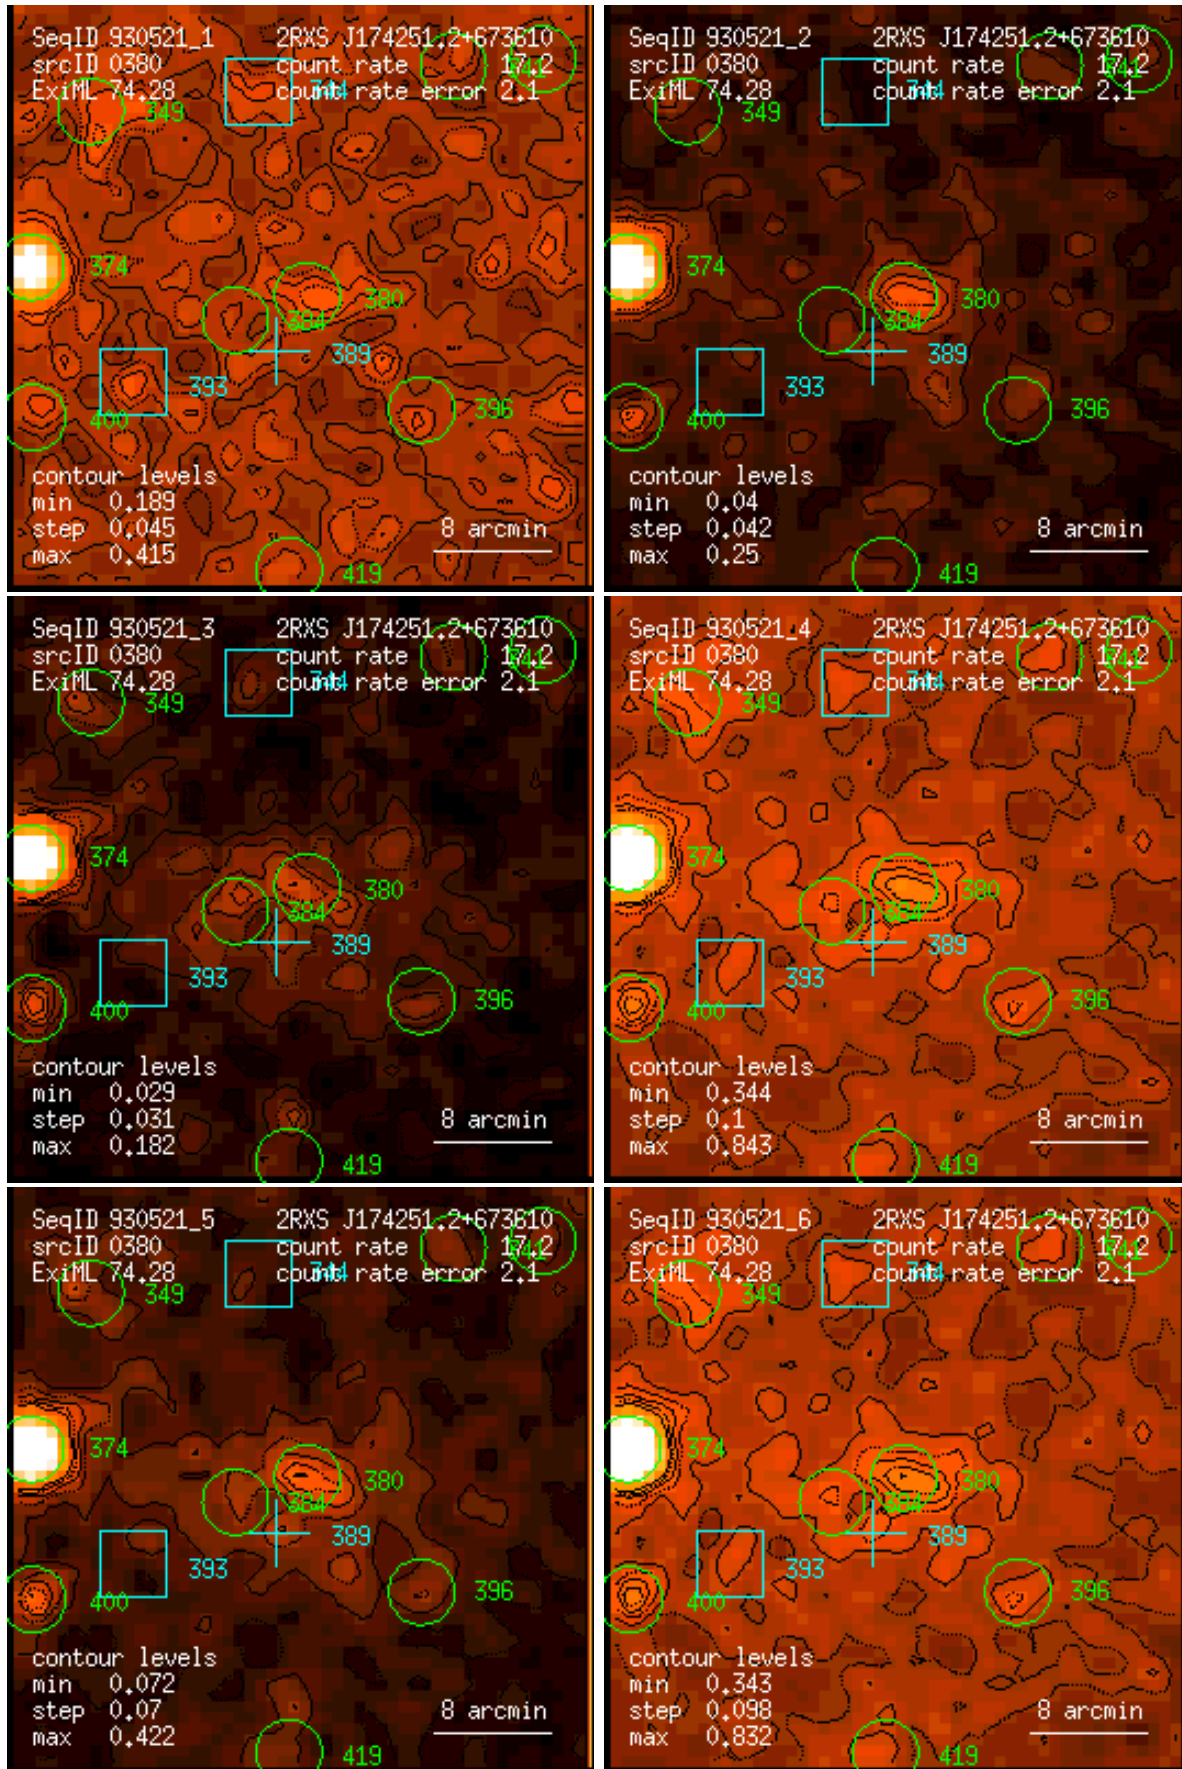 SeqID 930521_1 2RXS J174251.2+673610
srcID 0380 count rate 17.2
ExiML 74.28 count rate error 2.1
349
374
380
384
389
393
396
400
contour levels
min 0.189
step 0.045
max 0.415
8 arcmin
419
SeqID 930521_2 2RXS J174251.2+673610
srcID 0380 count rate 17.2
ExiML 74.28 count rate error 2.1
349
374
380
384
389
393
396
400
contour levels
min 0.04
step 0.042
max 0.25
8 arcmin
419
SeqID 930521_3 2RXS J174251.2+673610
srcID 0380 count rate 17.2
ExiML 74.28 count rate error 2.1
349
374
380
384
389
393
396
400
contour levels
min 0.029
step 0.031
max 0.182
8 arcmin
419
SeqID 930521_4 2RXS J174251.2+673610
srcID 0380 count rate 17.2
ExiML 74.28 count rate error 2.1
349
374
380
384
389
393
396
400
contour levels
min 0.344
step 0.1
max 0.843
8 arcmin
419
SeqID 930521_5 2RXS J174251.2+673610
srcID 0380 count rate 17.2
ExiML 74.28 count rate error 2.1
349
374
380
384
389
393
396
400
contour levels
min 0.072
step 0.07
max 0.422
8 arcmin
419
SeqID 930521_6 2RXS J174251.2+673610
srcID 0380 count rate 17.2
ExiML 74.28 count rate error 2.1
349
374
380
384
389
393
396
400
contour levels
min 0.343
step 0.098
max 0.832
8 arcmin
419